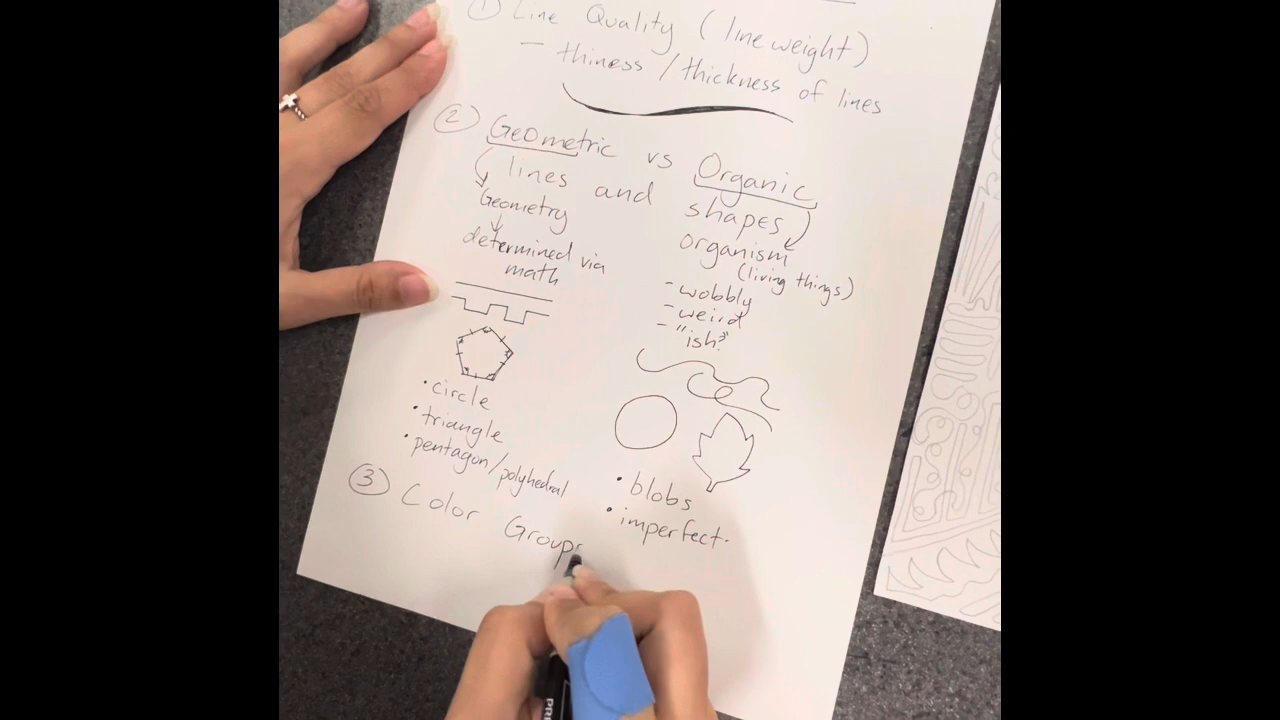 ① Line Quality (line weight)
— thiness/thickness of lines
② Geometric vs Organic
lines and shapes
Geometry
determined via
math
organism
(living things)
- wobbly
- weird
- "ish"
• circle
• triangle
• pentagon/polyhedral
• blobs
• imperfect.
③ Color Groups